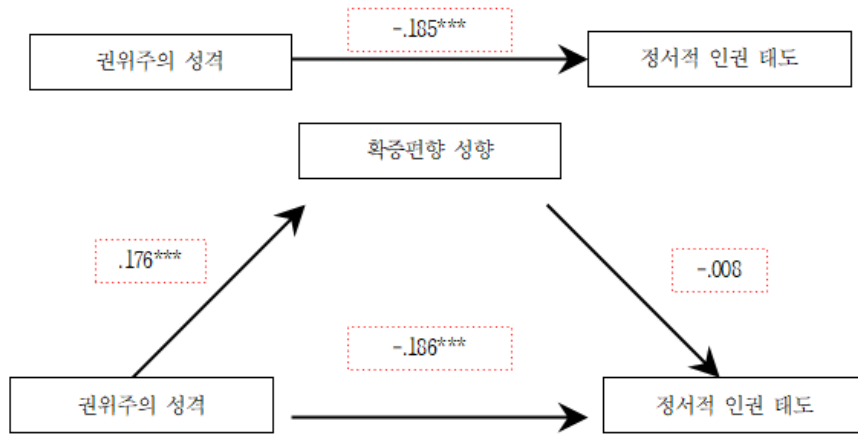 -.185***
권위주의 성격
정서적 인권 태도
확증편향 성향
.176***
-.008
-.186***
권위주의 성격
정서적 인권 태도